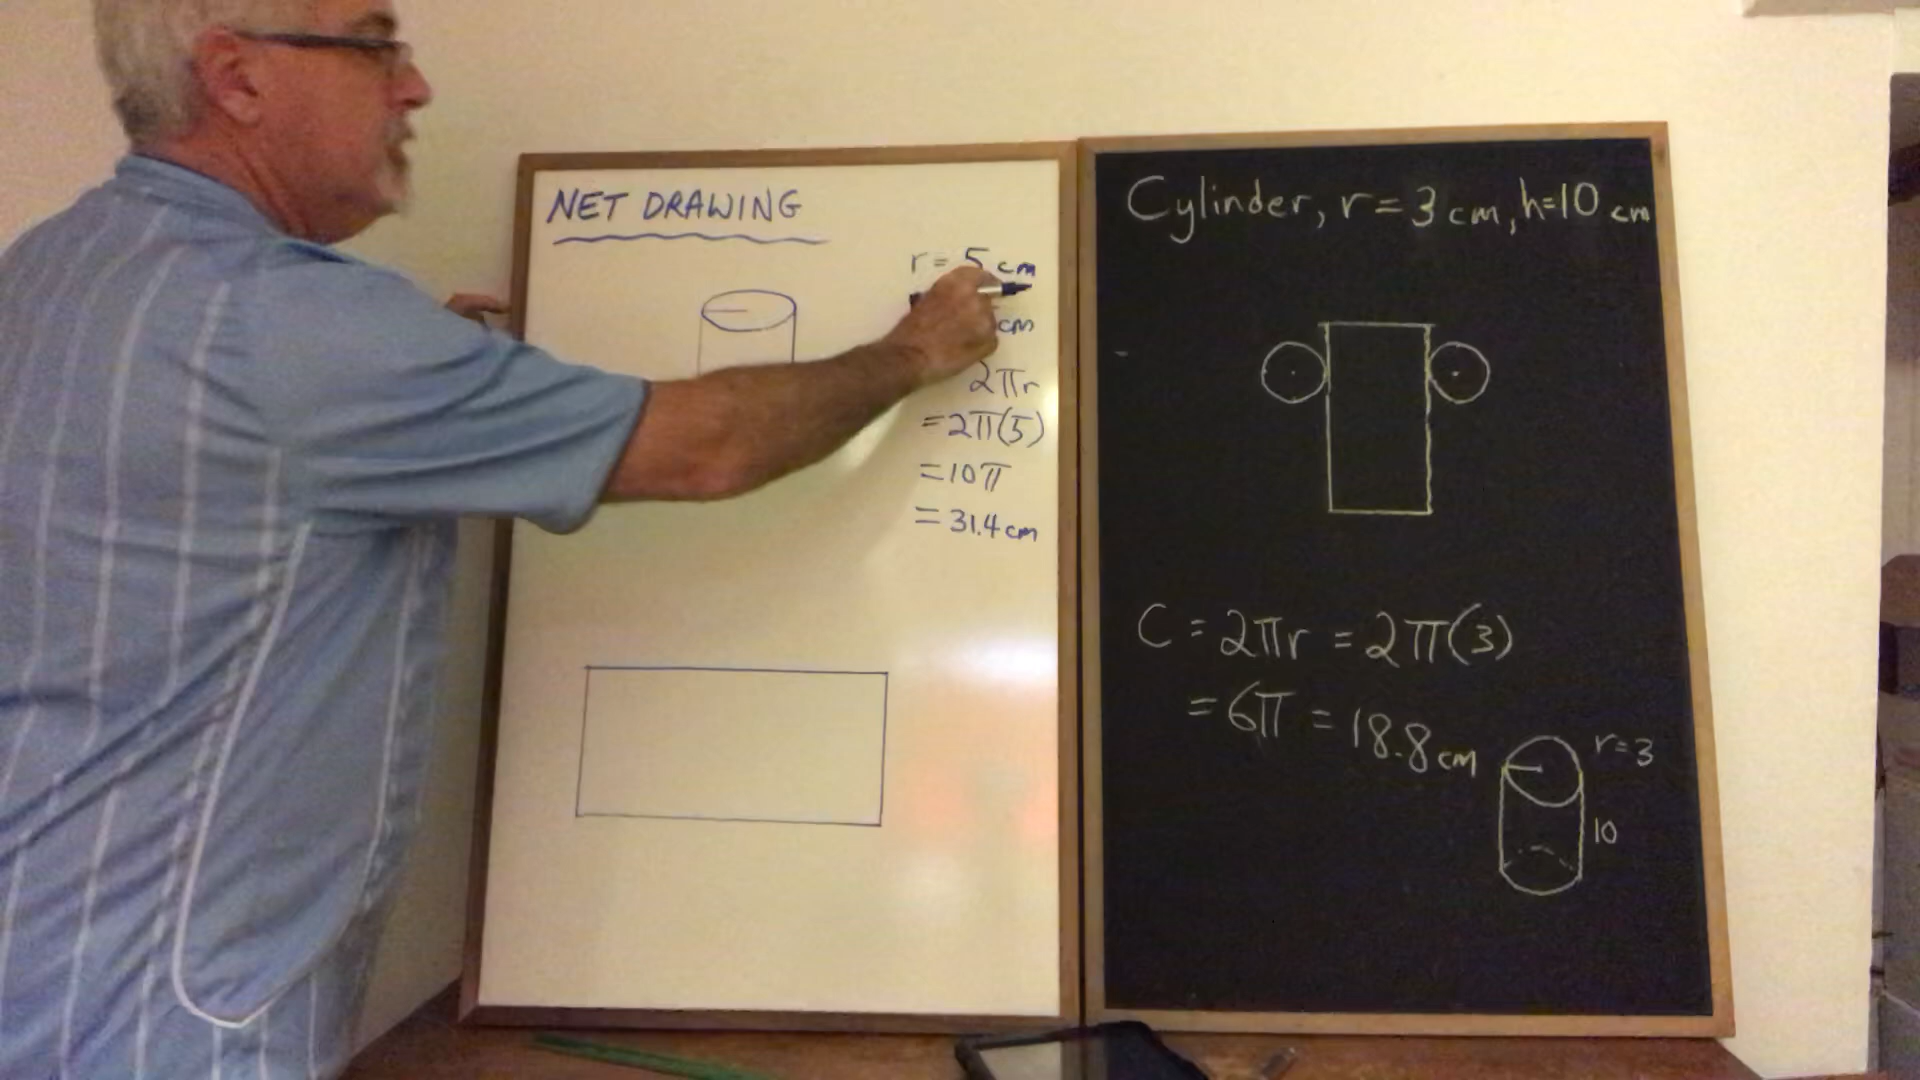 NET DRAWING
r = 5 cm
cm
2πr
= 2π(5)
= 10π
= 31.4 cm
Cylinder, r = 3 cm, h=10 cm
C = 2πr = 2π(3)
= 6π = 18.8 cm
r=3
10